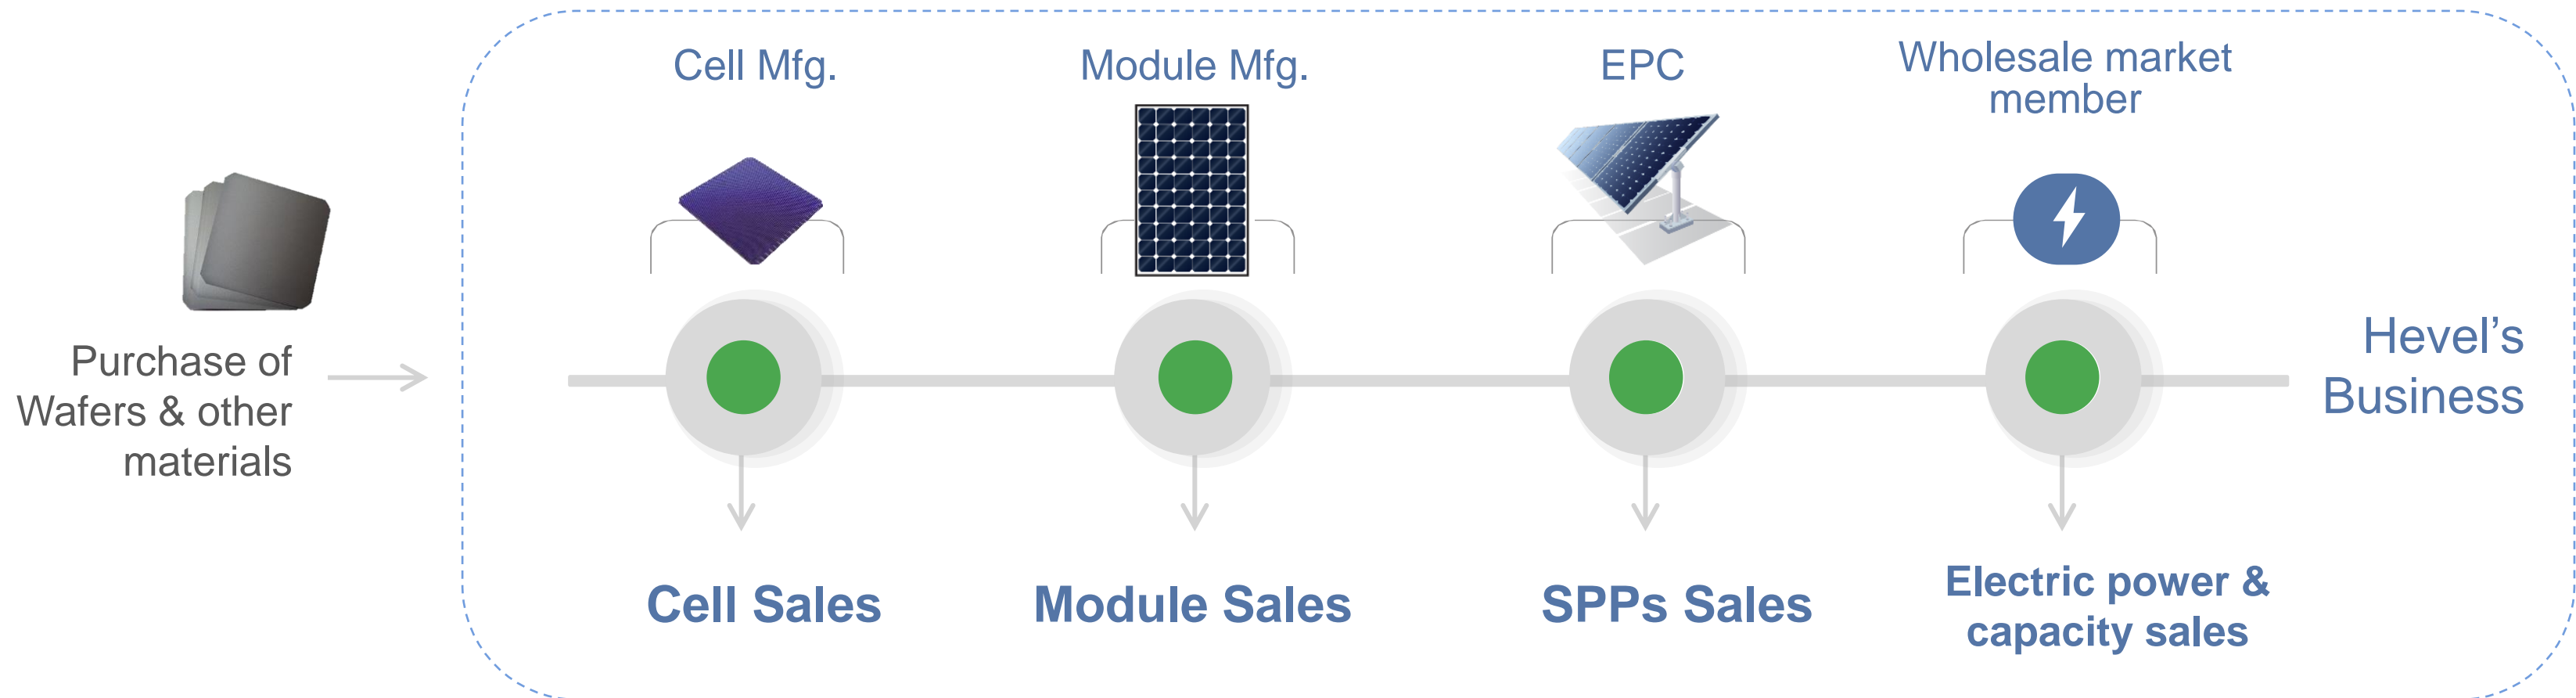 Cell Mfg.
Module Mfg.
EPC
Wholesale market
member
Purchase of
Wafers & other
materials
Hevel’s
Business
Cell Sales
Module Sales
SPPs Sales
Electric power &
capacity sales